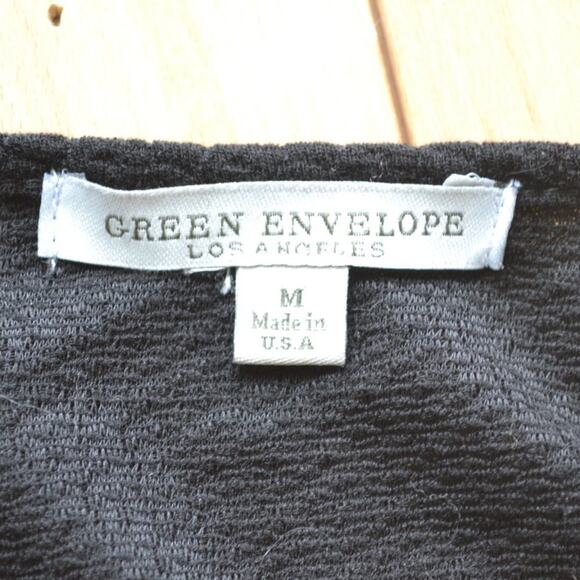 GREEN ENVELOPE
LOS ANGELES
M
Made in
U.S.A